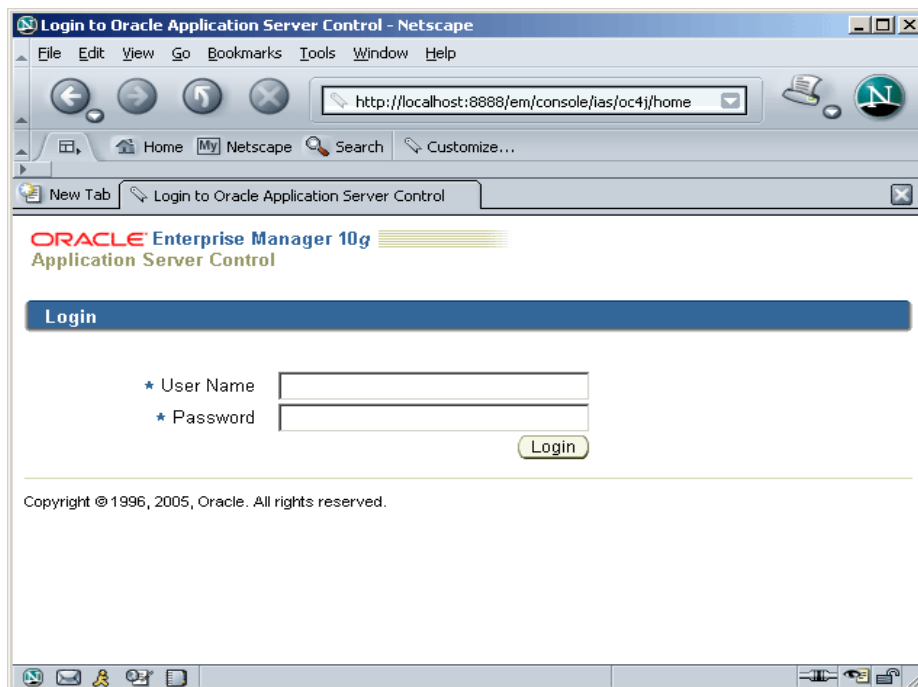 Login to Oracle Application Server Control - Netscape
File Edit View Go Bookmarks Tools Window Help
http://localhost:8888/em/console/ias/oc4j/home
N
Home My Netscape Search Customize...
New Tab Login to Oracle Application Server Control
ORACLE Enterprise Manager 10g
Application Server Control
Login
* User Name
* Password
Login
Copyright © 1996, 2005, Oracle. All rights reserved.